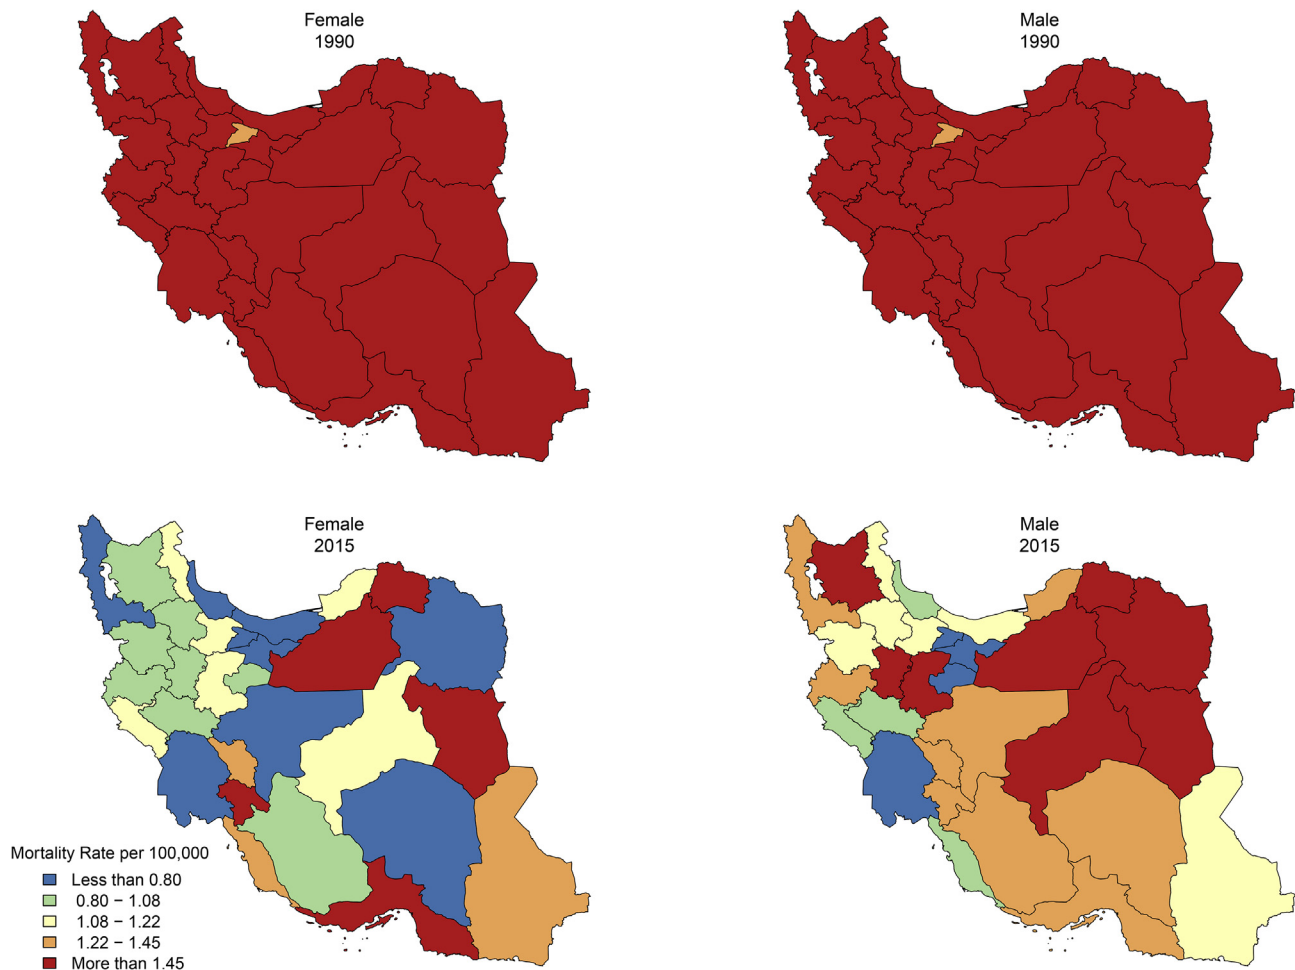 Female
1990
Male
1990
Female
2015
Male
2015
Mortality Rate per 100,000
Less than 0.80
0.80 − 1.08
1.08 − 1.22
1.22 − 1.45
More than 1.45